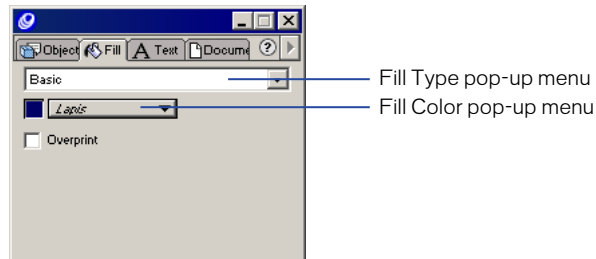 Object Fill A Text Docume ?
Basic
Fill Type pop-up menu
Lapis
Fill Color pop-up menu
Overprint